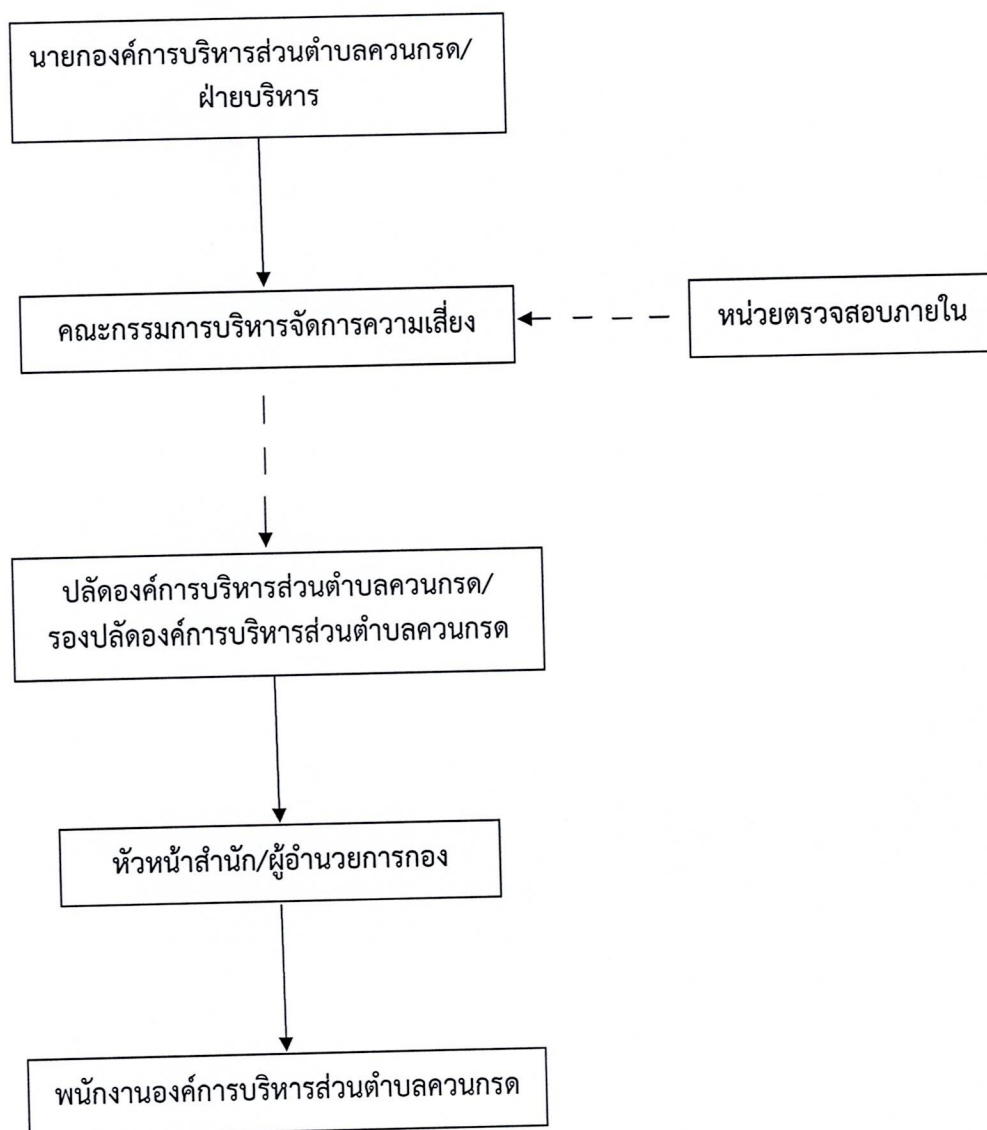 นายกองค์การบริหารส่วนตำบลควนกรด/
ฝ่ายบริหาร
คณะกรรมการบริหารจัดการความเสี่ยง
หน่วยตรวจสอบภายใน
ปลัดองค์การบริหารส่วนตำบลควนกรด/
รองปลัดองค์การบริหารส่วนตำบลควนกรด
หัวหน้าสำนัก/ผู้อำนวยการกอง
พนักงานองค์การบริหารส่วนตำบลควนกรด